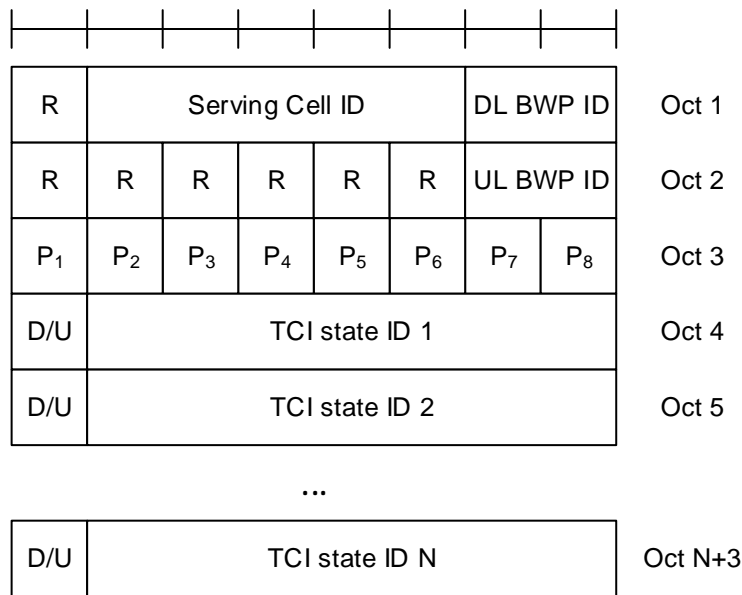 R Serving Cell ID DL BWP ID Oct 1
R R R R R R UL BWP ID Oct 2
P₁ P₂ P₃ P₄ P₅ P₆ P₇ P₈ Oct 3
D/U TCI state ID 1 Oct 4
D/U TCI state ID 2 Oct 5
...
D/U TCI state ID N Oct N+3